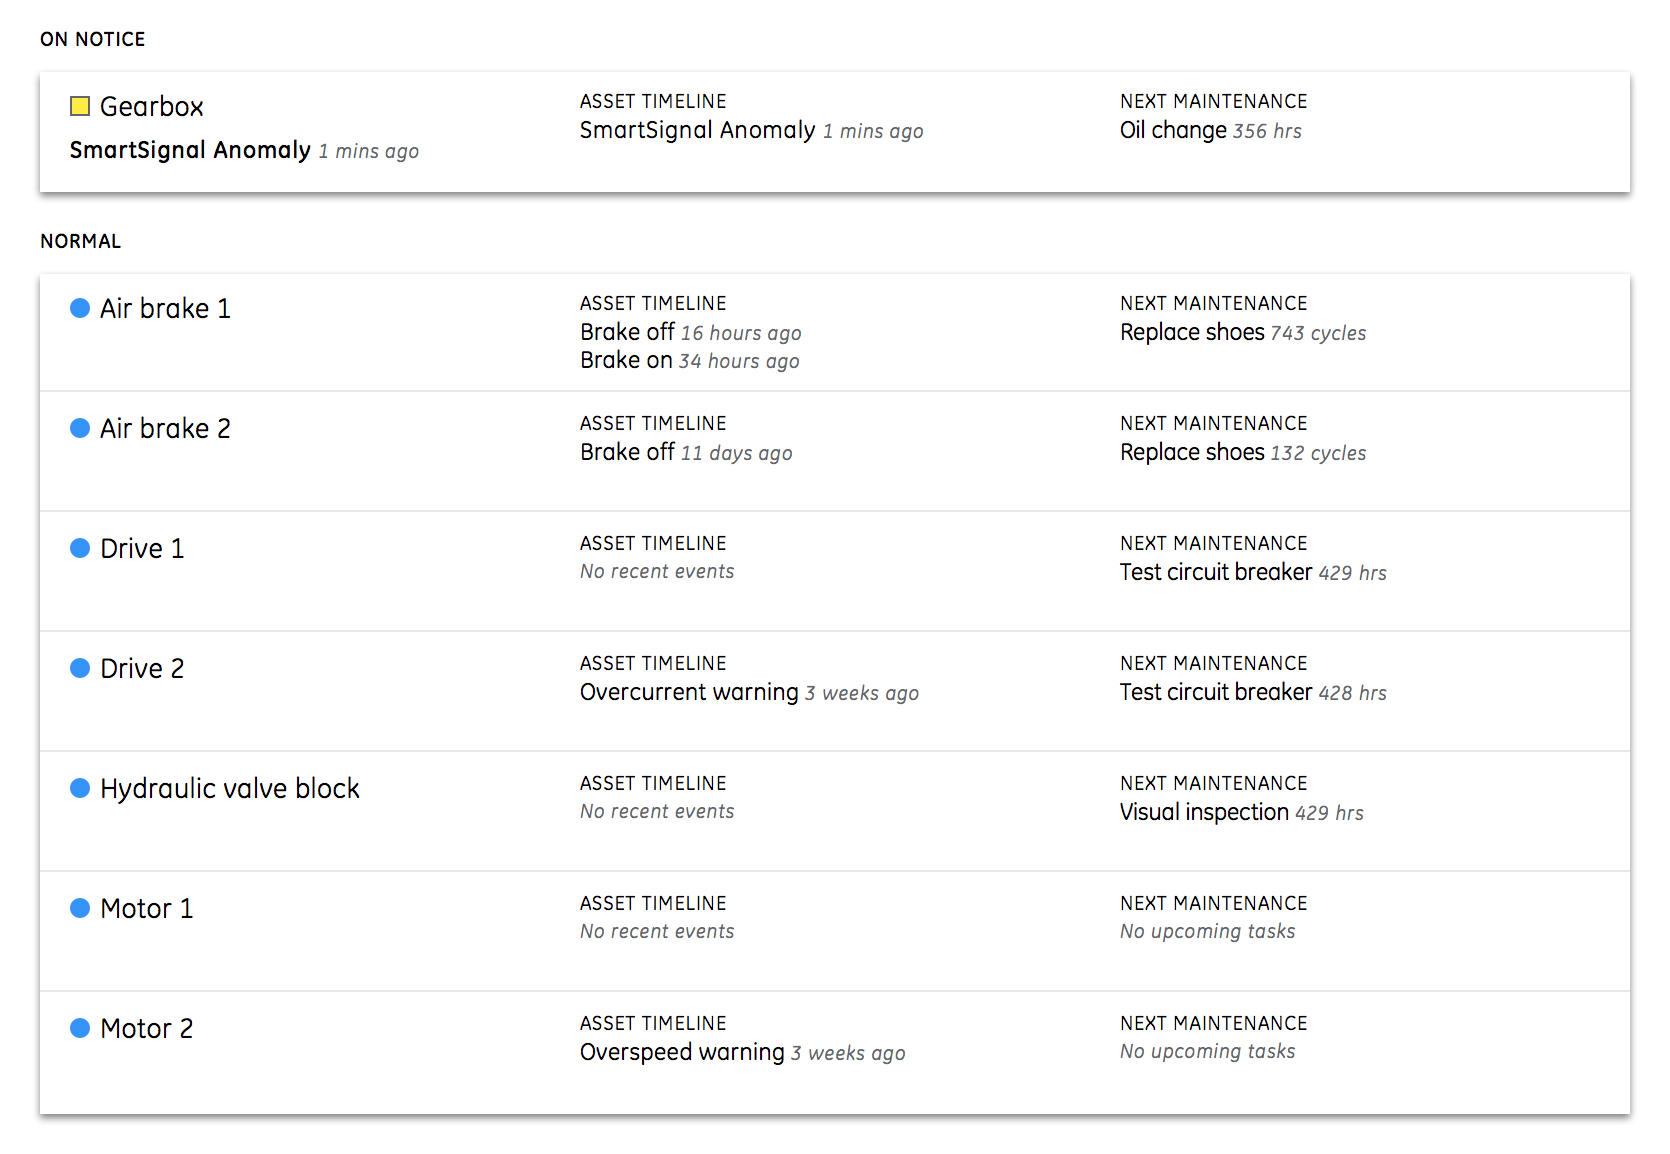 ON NOTICE
Gearbox
SmartSignal Anomaly 1 mins ago
ASSET TIMELINE
SmartSignal Anomaly 1 mins ago
NEXT MAINTENANCE
Oil change 356 hrs
NORMAL
Air brake 1
ASSET TIMELINE
Brake off 16 hours ago
Brake on 34 hours ago
NEXT MAINTENANCE
Replace shoes 743 cycles
Air brake 2
ASSET TIMELINE
Brake off 11 days ago
NEXT MAINTENANCE
Replace shoes 132 cycles
Drive 1
ASSET TIMELINE
No recent events
NEXT MAINTENANCE
Test circuit breaker 429 hrs
Drive 2
ASSET TIMELINE
Overcurrent warning 3 weeks ago
NEXT MAINTENANCE
Test circuit breaker 428 hrs
Hydraulic valve block
ASSET TIMELINE
No recent events
NEXT MAINTENANCE
Visual inspection 429 hrs
Motor 1
ASSET TIMELINE
No recent events
NEXT MAINTENANCE
No upcoming tasks
Motor 2
ASSET TIMELINE
Overspeed warning 3 weeks ago
NEXT MAINTENANCE
No upcoming tasks